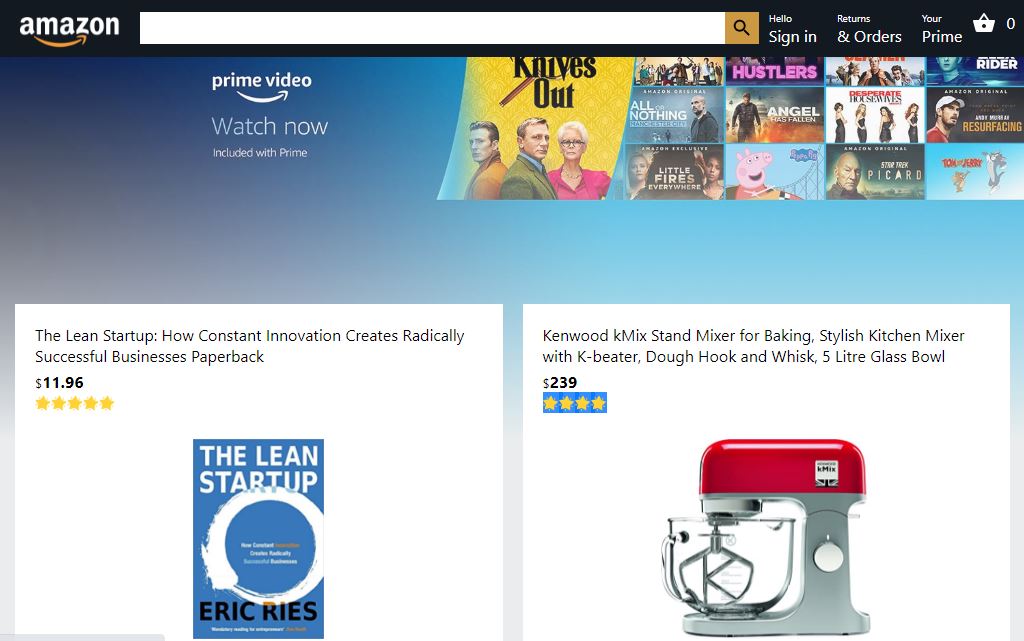 amazon
Hello
Sign in
Returns
& Orders
Your
Prime
0
prime video
Watch now
Included with Prime
Knives
Out
HUSTLERS
RIDER
AMAZON ORIGINAL
ALL OR
NOTHING
MANCHESTER CITY
ANGEL
HAS FALLEN
DESPERATE
HOUSEWIVES
AMAZON ORIGINAL
ANDY MURRAY
RESURFACING
AMAZON EXCLUSIVE
LITTLE
FIRES
EVERYWHERE
Peppa Pig
AMAZON ORIGINAL
STAR TREK
PICARD
TOM and JERRY
The Lean Startup: How Constant Innovation Creates Radically
Successful Businesses Paperback
$11.96
THE LEAN
STARTUP
How Constant Innovation
Creates Radically
Successful Businesses
ERIC RIES
'Mandatory reading for entrepreneurs'
Kenwood kMix Stand Mixer for Baking, Stylish Kitchen Mixer
with K-beater, Dough Hook and Whisk, 5 Litre Glass Bowl
$239
KENWOOD
kMix